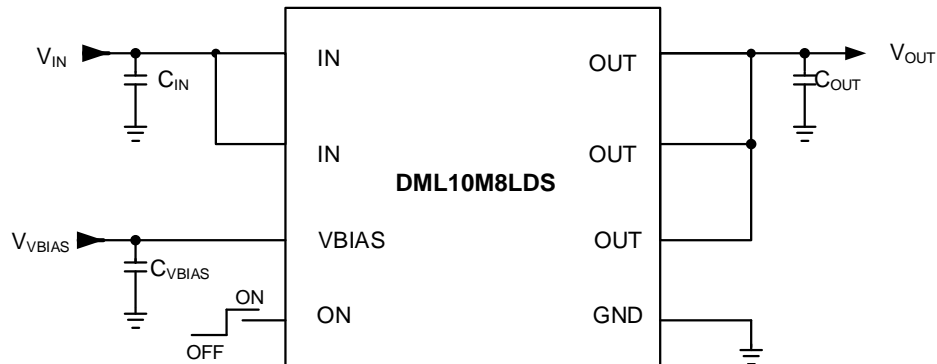 V_IN
C_IN
IN
OUT
C_OUT
V_OUT
IN
OUT
DML10M8LDS
V_VBIAS
C_VBIAS
VBIAS
OUT
ON
OFF
ON
GND